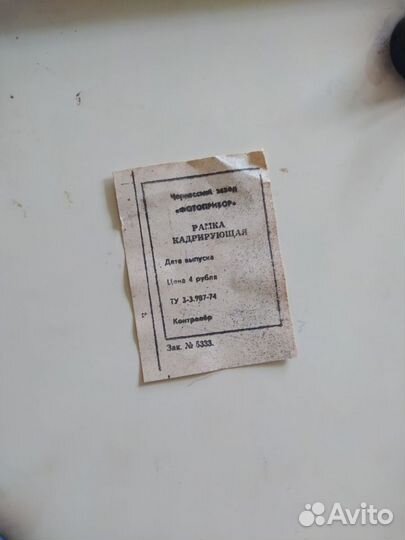 Черкасский завод
«ФОТОПРИБОР»
РАМКА
КАДРИРУЮЩАЯ
Дата выпуска
Цена 4 рубля
ТУ 3-3.987-74
Контролёр
Зак. № 5333.
Avito